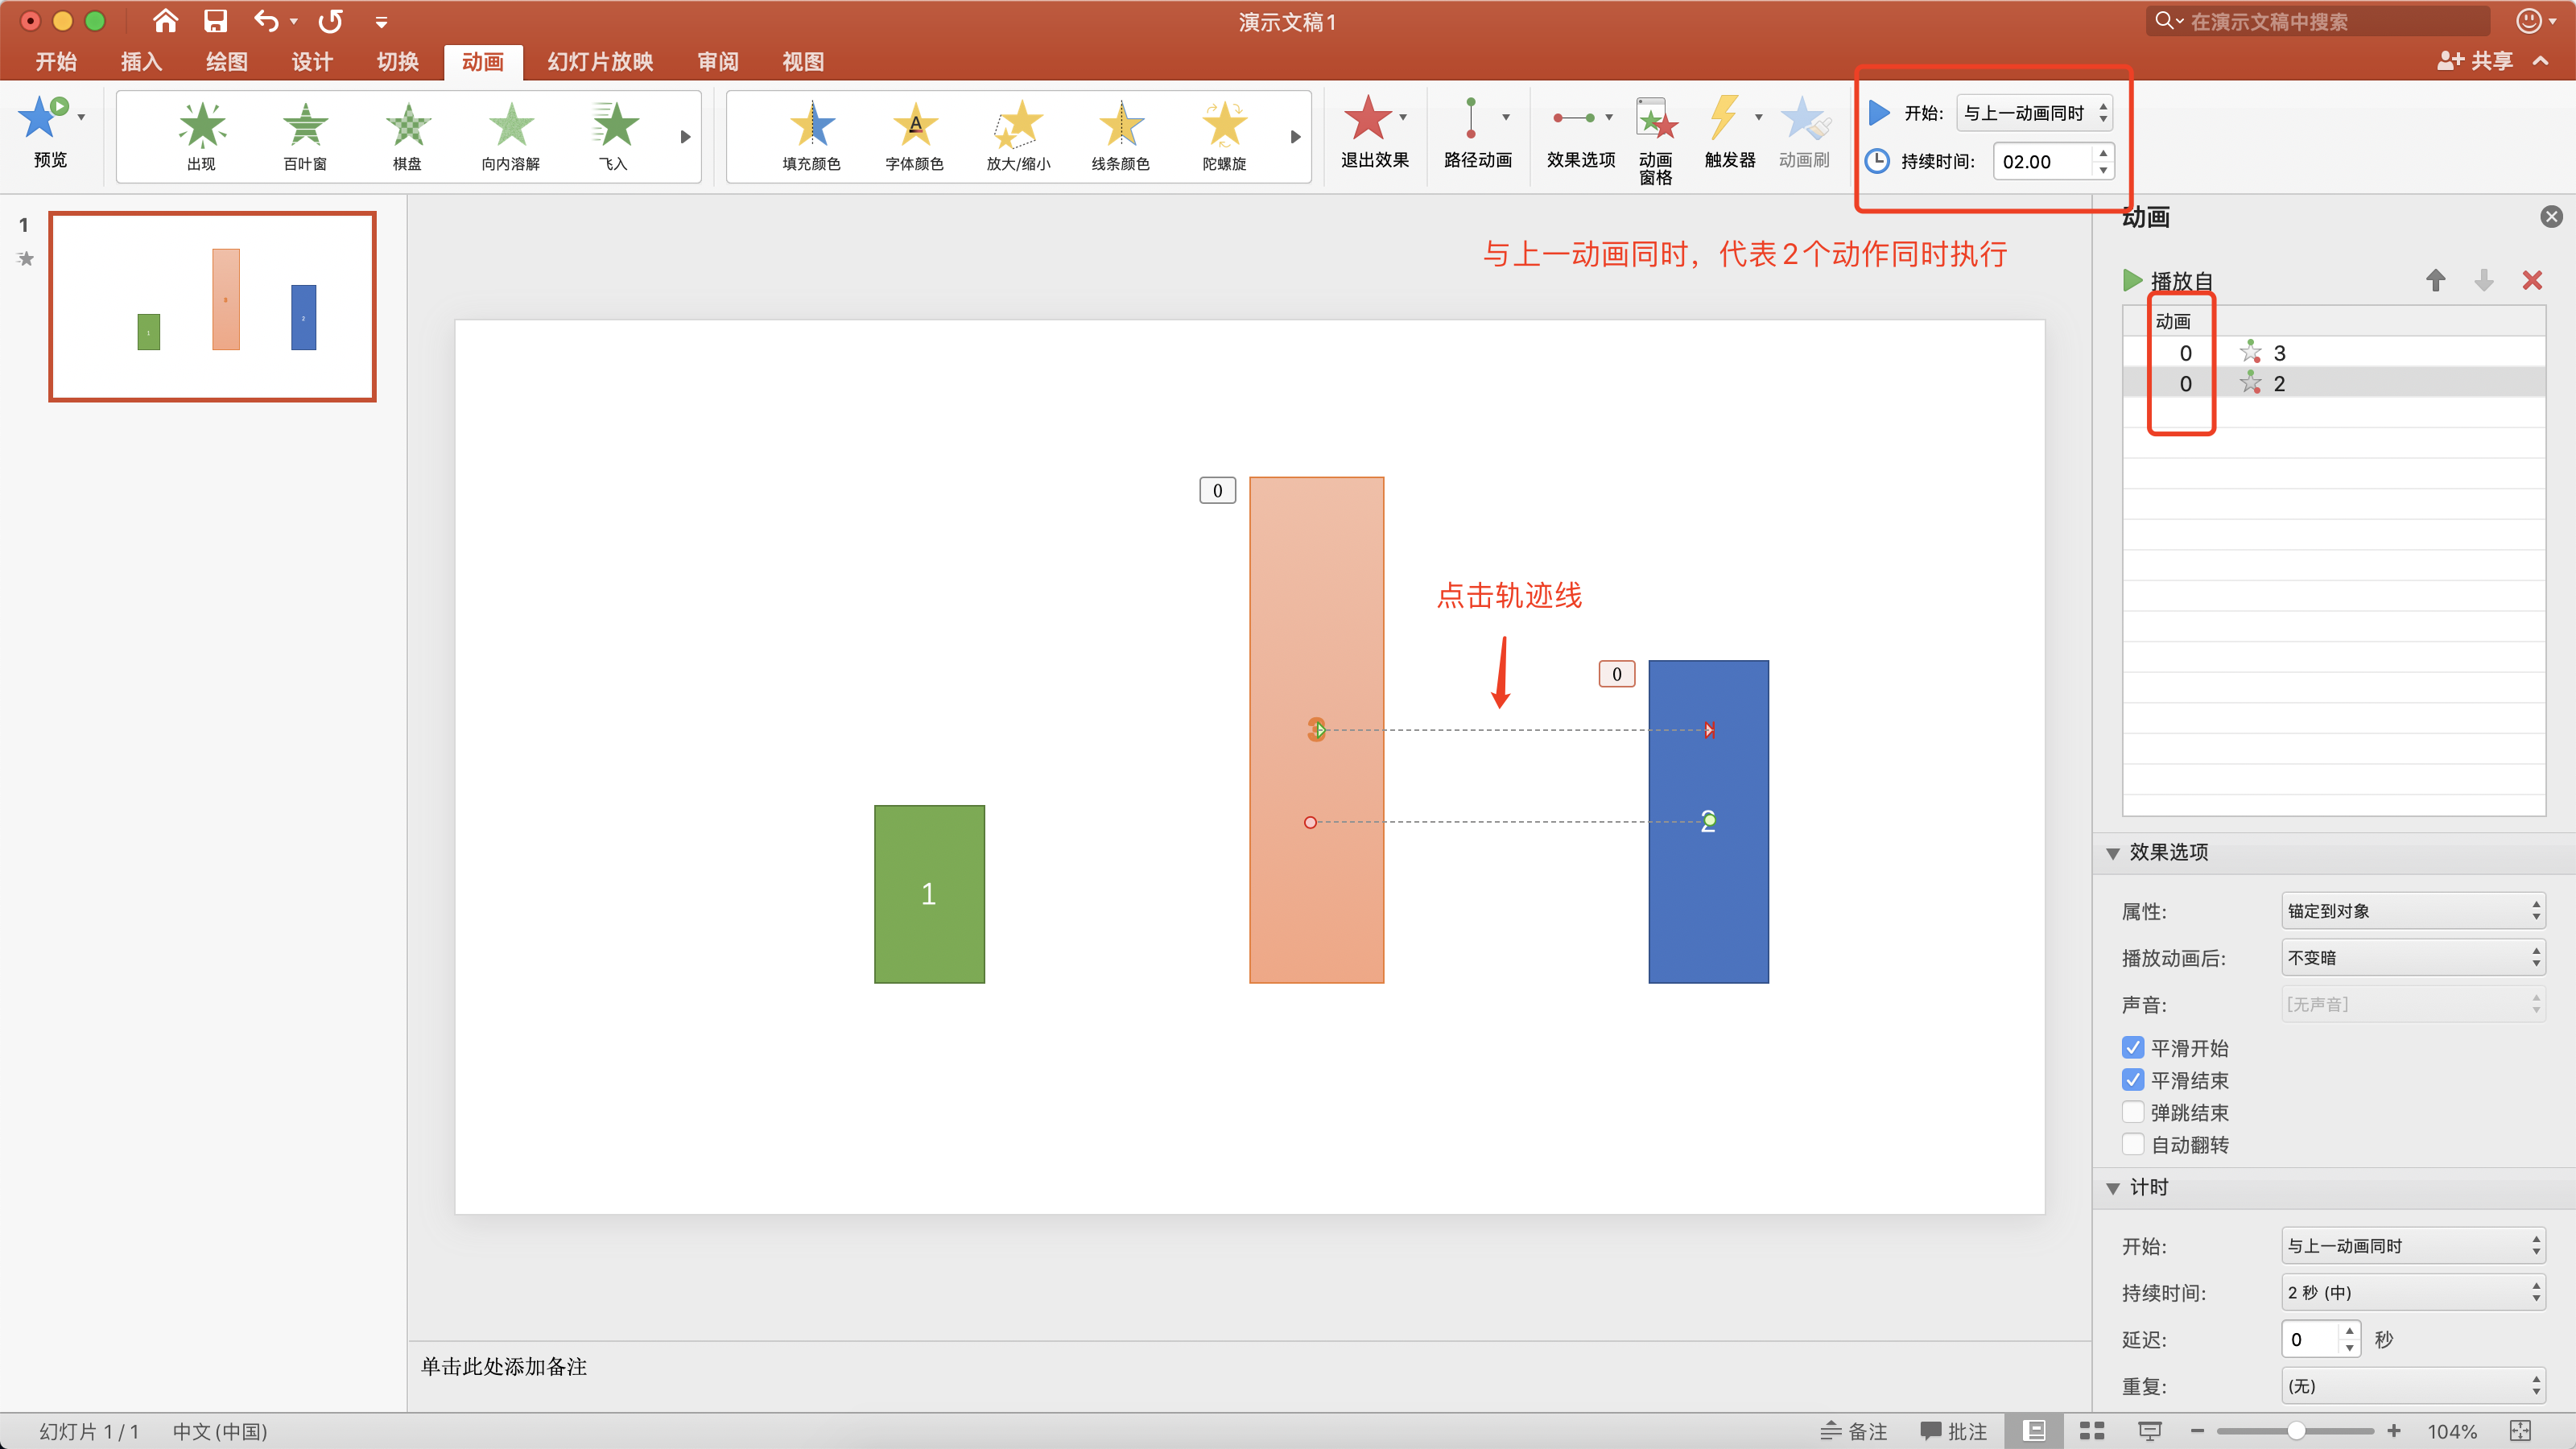 演示文稿1
在演示文稿中搜索
开始 插入 绘图 设计 切换 动画 幻灯片放映 审阅 视图
共享
预览
出现 百叶窗 棋盘 向内溶解 飞入
填充颜色 字体颜色 放大/缩小 线条颜色 陀螺旋
退出效果 路径动画 效果选项 动画窗格 触发器 动画刷
开始: 与上一动画同时
持续时间: 02.00
1
1
3
2
与上一动画同时，代表2个动作同时执行
0
点击轨迹线
0
3
2
1
动画
播放自
动画
0 3
0 2
效果选项
属性: 锚定到对象
播放动画后: 不变暗
声音: [无声音]
平滑开始
平滑结束
弹跳结束
自动翻转
计时
开始: 与上一动画同时
持续时间: 2 秒 (中)
延迟: 0 秒
重复: (无)
单击此处添加备注
幻灯片 1 / 1 中文 (中国)
备注 批注 104%